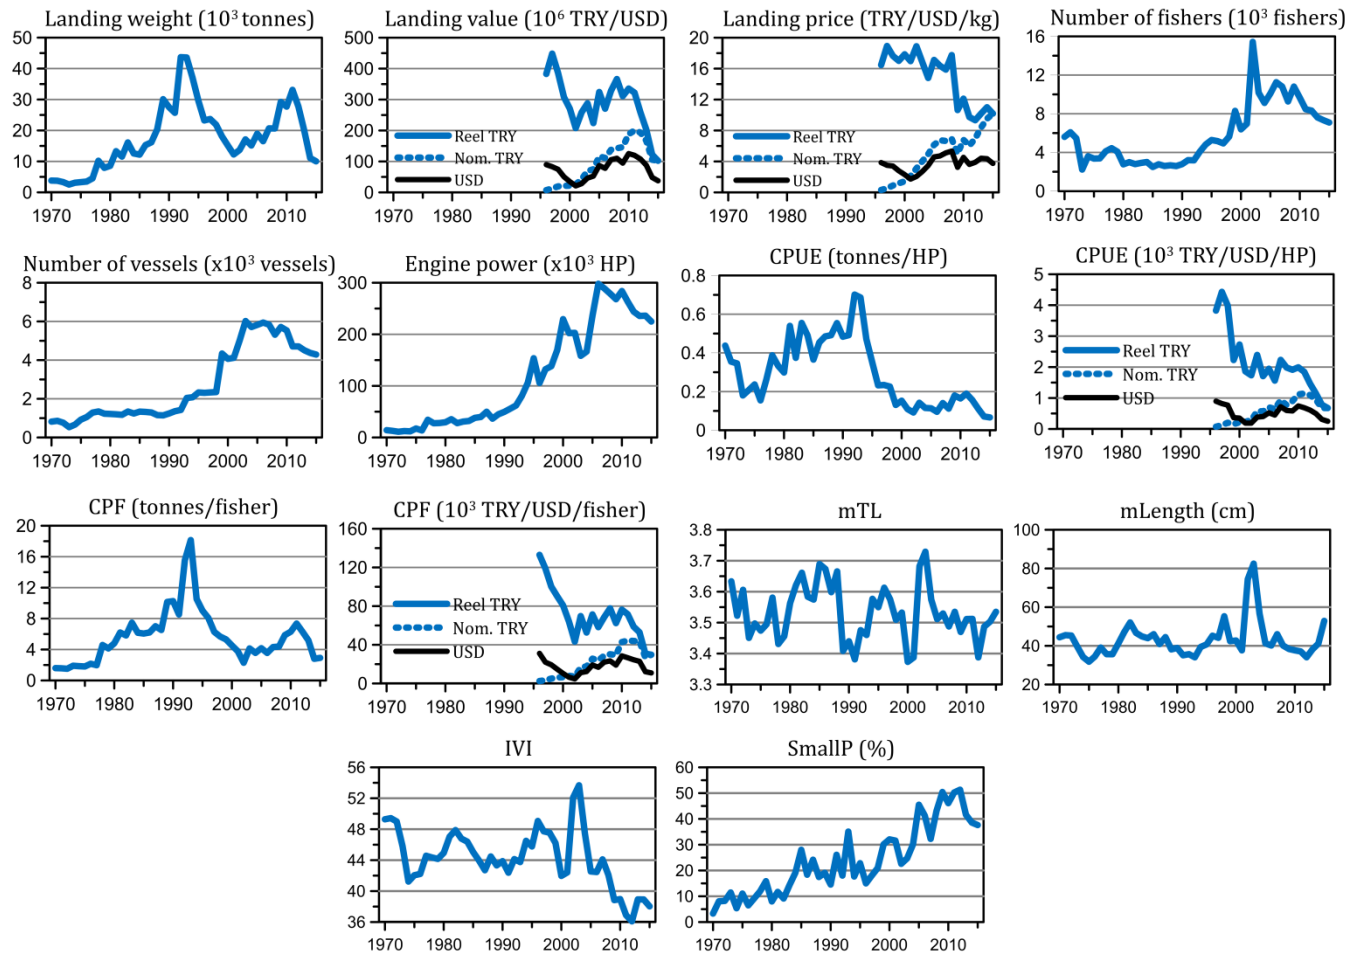 Landing weight (10³ tonnes)
50
40
30
20
10
0
1970 1980 1990 2000 2010
Landing value (10⁶ TRY/USD)
500
400
300
200
100
0
Reel TRY
Nom. TRY
USD
1970 1980 1990 2000 2010
Landing price (TRY/USD/kg)
20
16
12
8
4
0
Reel TRY
Nom. TRY
USD
1970 1980 1990 2000 2010
Number of fishers (10³ fishers)
16
12
8
4
0
1970 1980 1990 2000 2010
Number of vessels (x10³ vessels)
8
6
4
2
0
1970 1980 1990 2000 2010
Engine power (x10³ HP)
300
200
100
0
1970 1980 1990 2000 2010
CPUE (tonnes/HP)
0.8
0.6
0.4
0.2
0
1970 1980 1990 2000 2010
CPUE (10³ TRY/USD/HP)
5
4
3
2
1
0
Reel TRY
Nom. TRY
USD
1970 1980 1990 2000 2010
CPF (tonnes/fisher)
20
16
12
8
4
0
1970 1980 1990 2000 2010
CPF (10³ TRY/USD/fisher)
160
120
80
40
0
Reel TRY
Nom. TRY
USD
1970 1980 1990 2000 2010
mTL
3.8
3.7
3.6
3.5
3.4
3.3
1970 1980 1990 2000 2010
mLength (cm)
100
80
60
40
20
1970 1980 1990 2000 2010
IVI
56
52
48
44
40
36
1970 1980 1990 2000 2010
SmallP (%)
60
50
40
30
20
10
0
1970 1980 1990 2000 2010